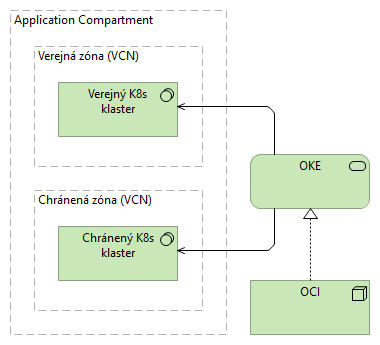 Application Compartment
Verejná zóna (VCN)
Verejný K8s
klaster
OKE
Chránená zóna (VCN)
Chránený K8s
klaster
OCI